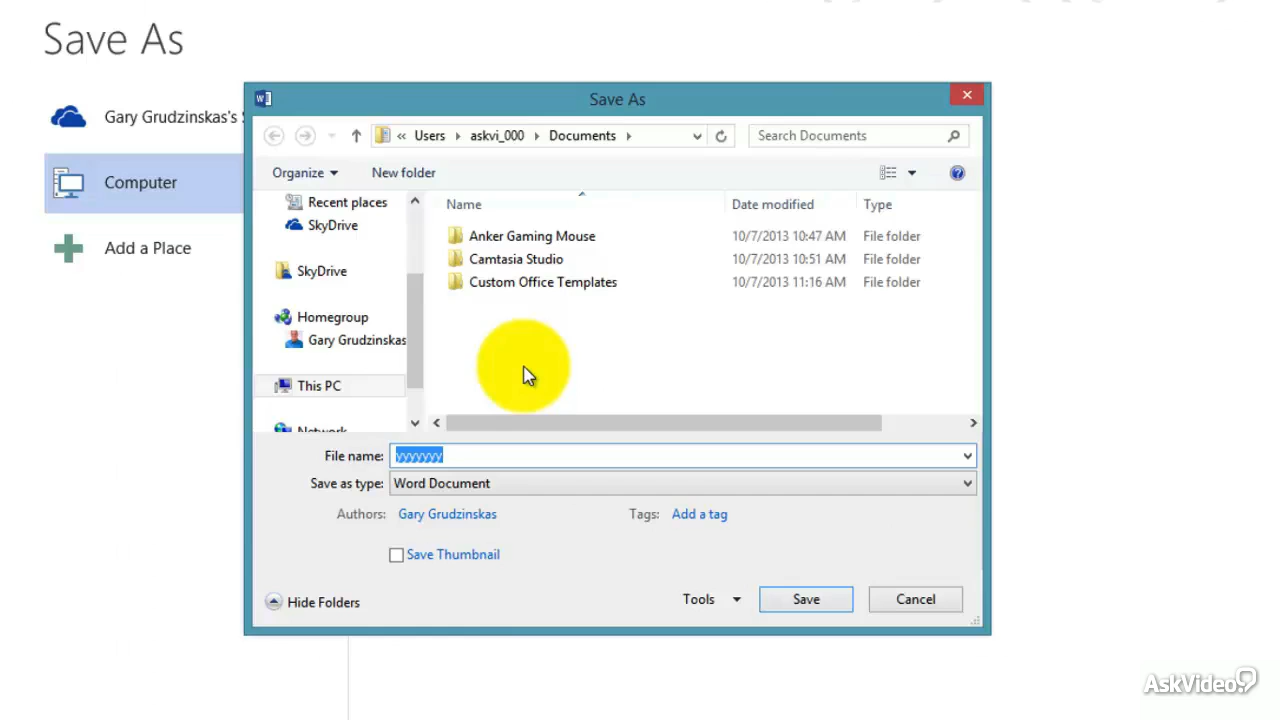 Save As
Gary Grudzinskas's
Computer
Add a Place
Save As
« Users Askvi_000 Documents
Search Documents
Organize
New folder
Recent places
SkyDrive
SkyDrive
Homegroup
Gary Grudzinskas
This PC
Network
Name Date modified Type
Anker Gaming Mouse 10/7/2013 10:47 AM File folder
Camtasia Studio 10/7/2013 10:51 AM File folder
Custom Office Templates 10/7/2013 11:16 AM File folder
File name: yyyyyyy
Save as type: Word Document
Authors: Gary Grudzinskas Tags: Add a tag
Save Thumbnail
Hide Folders Tools Save Cancel
AskVideo